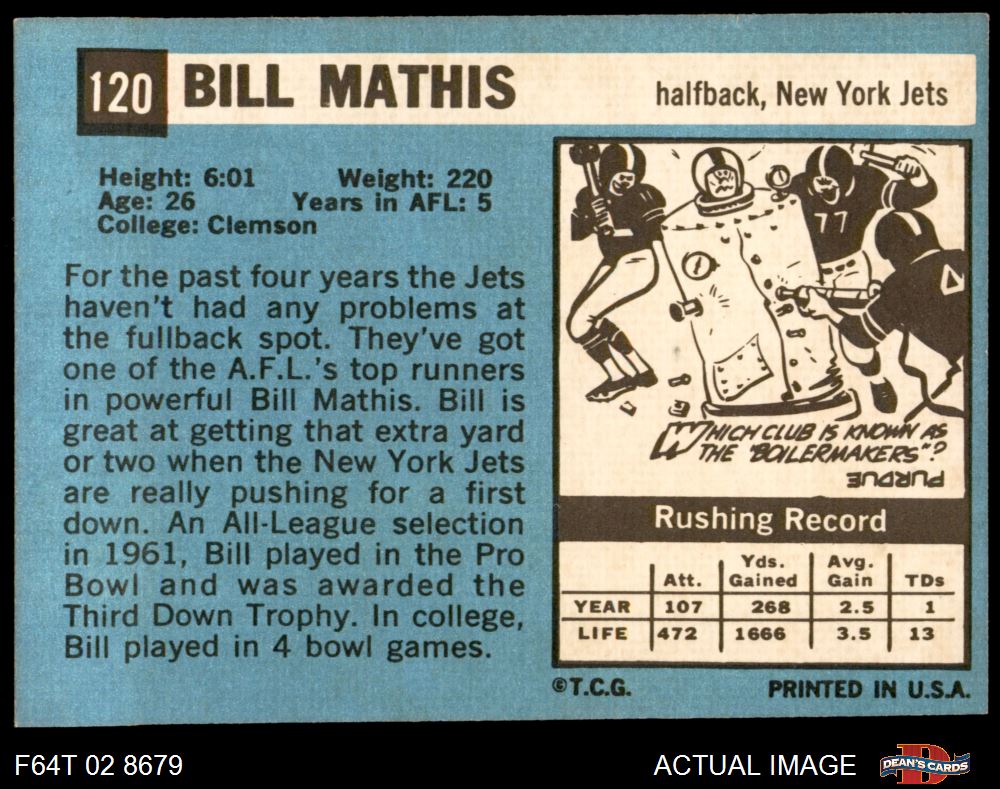 120 BILL MATHIS halfback, New York Jets
Height: 6:01 Weight: 220
Age: 26 Years in AFL: 5
College: Clemson
For the past four years the Jets
haven't had any problems at
the fullback spot. They've got
one of the A.F.L.'s top runners
in powerful Bill Mathis. Bill is
great at getting that extra yard
or two when the New York Jets
are really pushing for a first
down. An All-League selection
in 1961, Bill played in the Pro
Bowl and was awarded the
Third Down Trophy. In college,
Bill played in 4 bowl games.
77
WHICH CLUB IS KNOWN AS
THE "BOILERMAKERS"?
PURDUE
Rushing Record
Att. Yds. Gained Avg. Gain TDs
YEAR 107 268 2.5 1
LIFE 472 1666 3.5 13
©T.C.G. PRINTED IN U.S.A.
F64T 02 8679 ACTUAL IMAGE DEAN'S CARDS